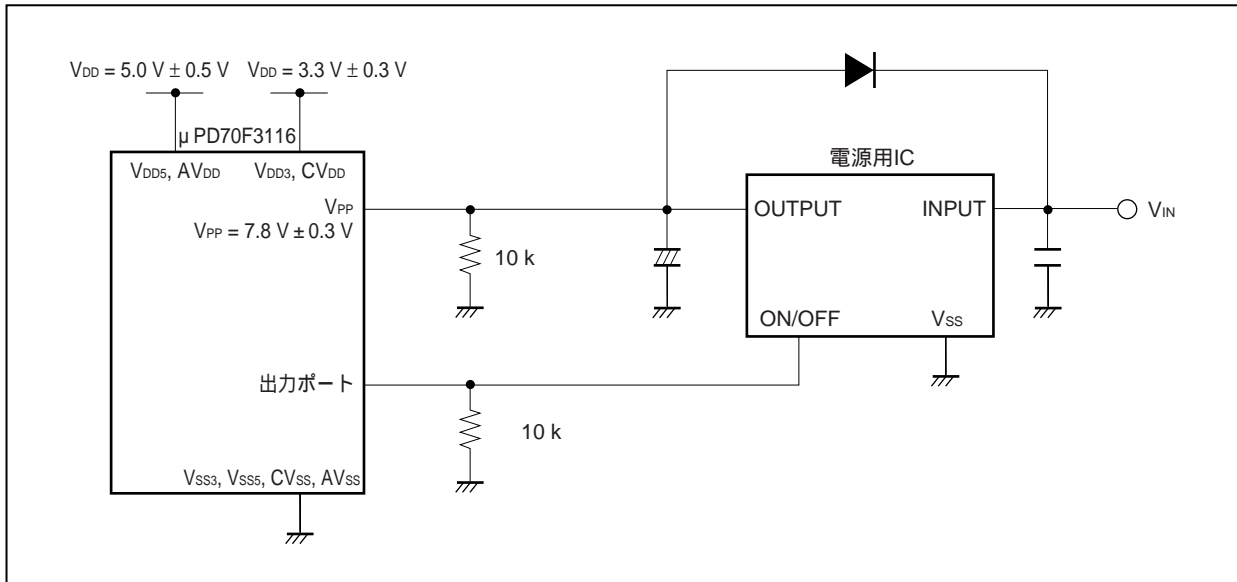 VDD = 5.0 V ± 0.5 V
VDD = 3.3 V ± 0.3 V
μ PD70F3116
VDD5, AVDD
VDD3, CVDD
電源用IC
VPP
OUTPUT
INPUT
VIN
VPP = 7.8 V ± 0.3 V
10 k
ON/OFF
VSS
出力ポート
10 k
VSS3, VSS5, CVSS, AVSS